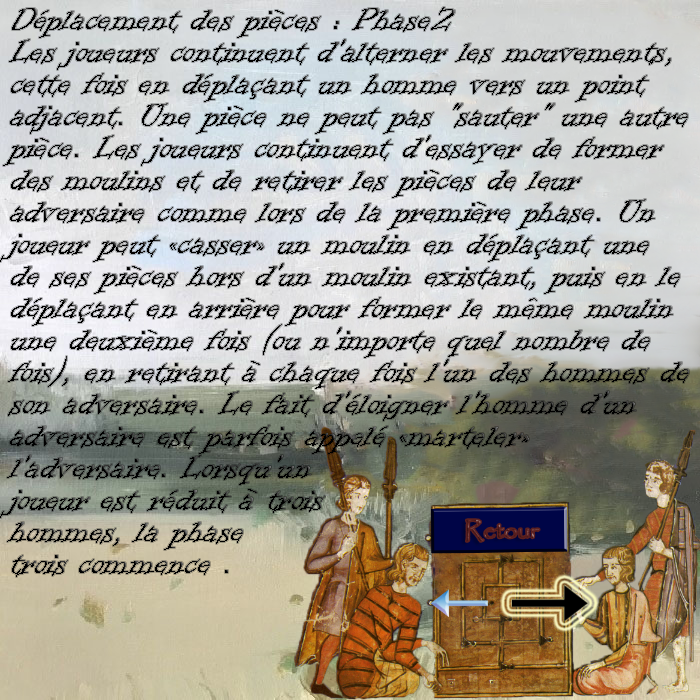 Déplacement des pièces : Phase2
Les joueurs continuent d'alterner les mouvements,
cette fois en déplaçant un homme vers un point
adjacent. Une pièce ne peut pas "sauter" une autre
pièce. Les joueurs continuent d'essayer de former
des moulins et de retirer les pièces de leur
adversaire comme lors de la première phase. Un
joueur peut «casser» un moulin en déplaçant une
de ses pièces hors d'un moulin existant, puis en le
déplaçant en arrière pour former le même moulin
une deuxième fois (ou n'importe quel nombre de
fois), en retirant à chaque fois l'un des hommes de
son adversaire. Le fait d'éloigner l'homme d'un
adversaire est parfois appelé «marteler»
l'adversaire. Lorsqu'un
joueur est réduit à trois
hommes, la phase
trois commence .
Retour